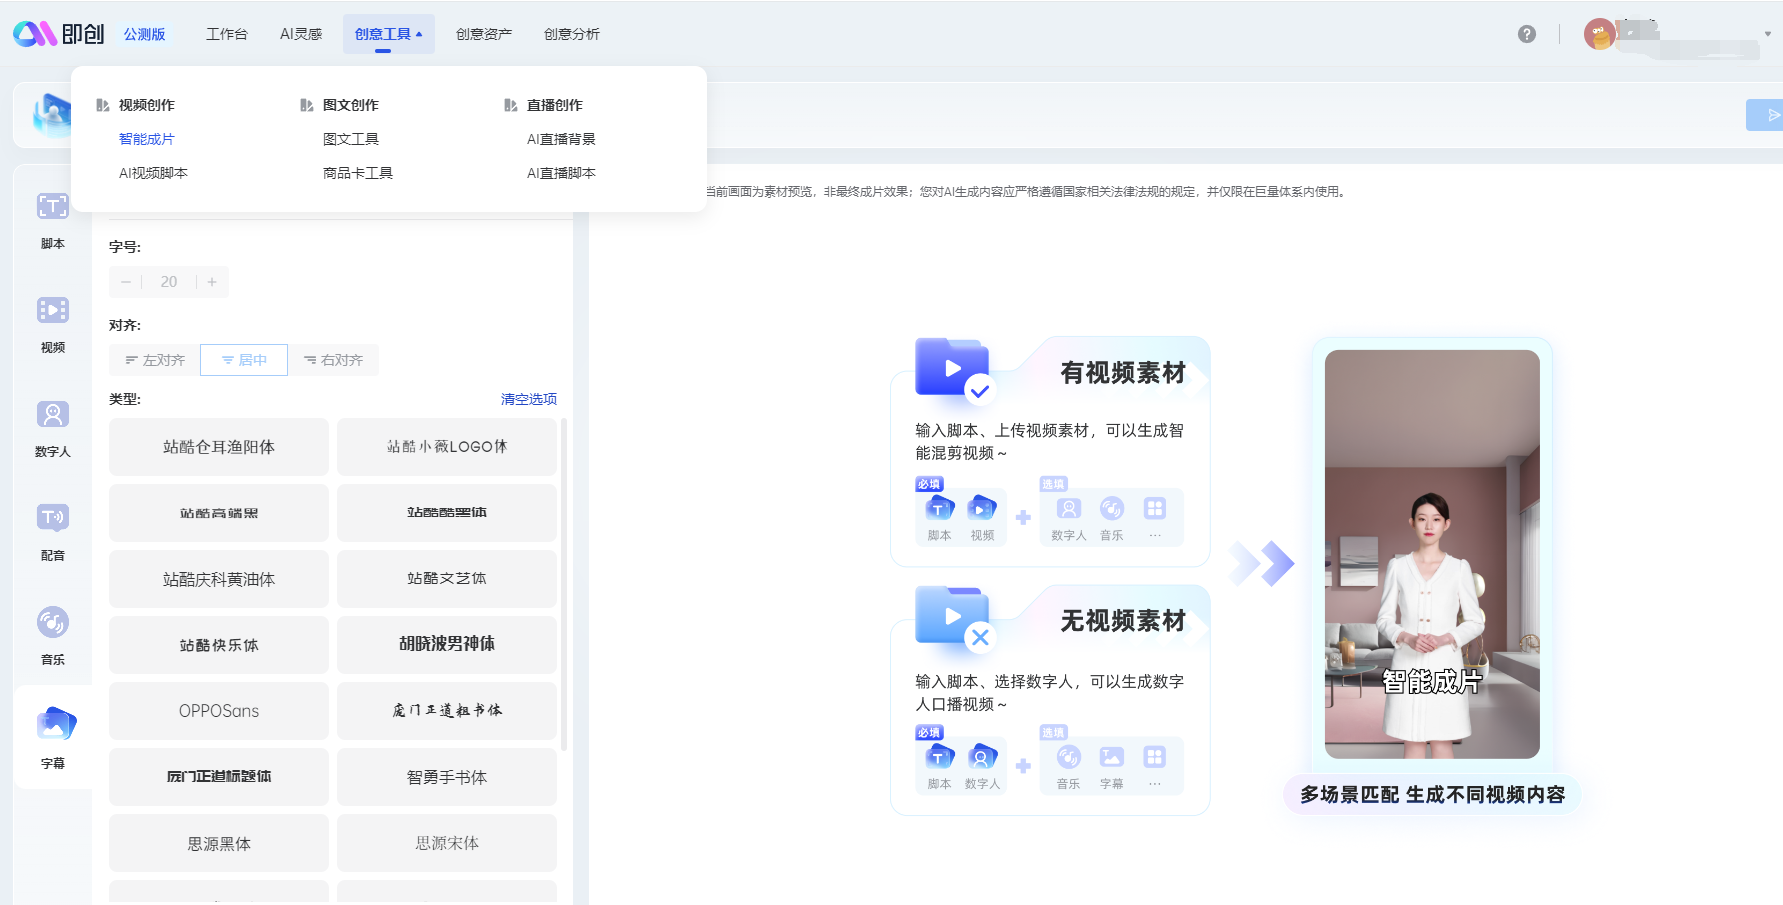 即创 公测版 工作台 AI灵感 创意工具 创意资产 创意分析
视频创作 图文创作 直播创作
智能成片 图文工具 AI直播背景
AI视频脚本 商品卡工具 AI直播脚本
当前画面为素材预览，非最终成片效果；您对AI生成内容应严格遵循国家相关法律法规的规定，并仅限在巨量体系内使用。
脚本
视频
数字人
配音
音乐
字幕
字号:
− 20 +
对齐:
左对齐 居中 右对齐
类型: 清空选项
站酷仓耳渔阳体 站酷小薇LOGO体
站酷高端黑 站酷酷黑体
站酷庆科黄油体 站酷文艺体
站酷快乐体 胡晓波男神体
OPPOSans 庞门正道粗书体
庞门正道标题体 智勇手书体
思源黑体 思源宋体
有视频素材
输入脚本、上传视频素材，可以生成智
能混剪视频～
必填 选填
脚本 视频 数字人 音乐 ...
无视频素材
输入脚本、选择数字人，可以生成数字
人口播视频～
必填 选填
脚本 数字人 音乐 字幕 ...
智能成片
多场景匹配 生成不同视频内容